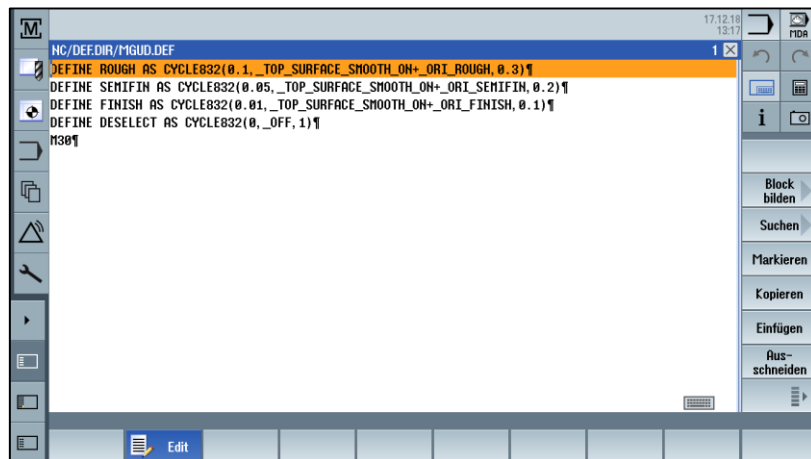 M
17.12.18
13:17
MDA
NC/DEF.DIR/MGUD.DEF
1
DEFINE ROUGH AS CYCLE832(0.1,_TOP_SURFACE_SMOOTH_ON+_ORI_ROUGH,0.3)¶
DEFINE SEMIFIN AS CYCLE832(0.05,_TOP_SURFACE_SMOOTH_ON+_ORI_SEMIFIN,0.2)¶
DEFINE FINISH AS CYCLE832(0.01,_TOP_SURFACE_SMOOTH_ON+_ORI_FINISH,0.1)¶
DEFINE DESELECT AS CYCLE832(0,_OFF,1)¶
M30¶
i
Block
bilden
Suchen
Markieren
Kopieren
Einfügen
Aus-
schneiden
Edit